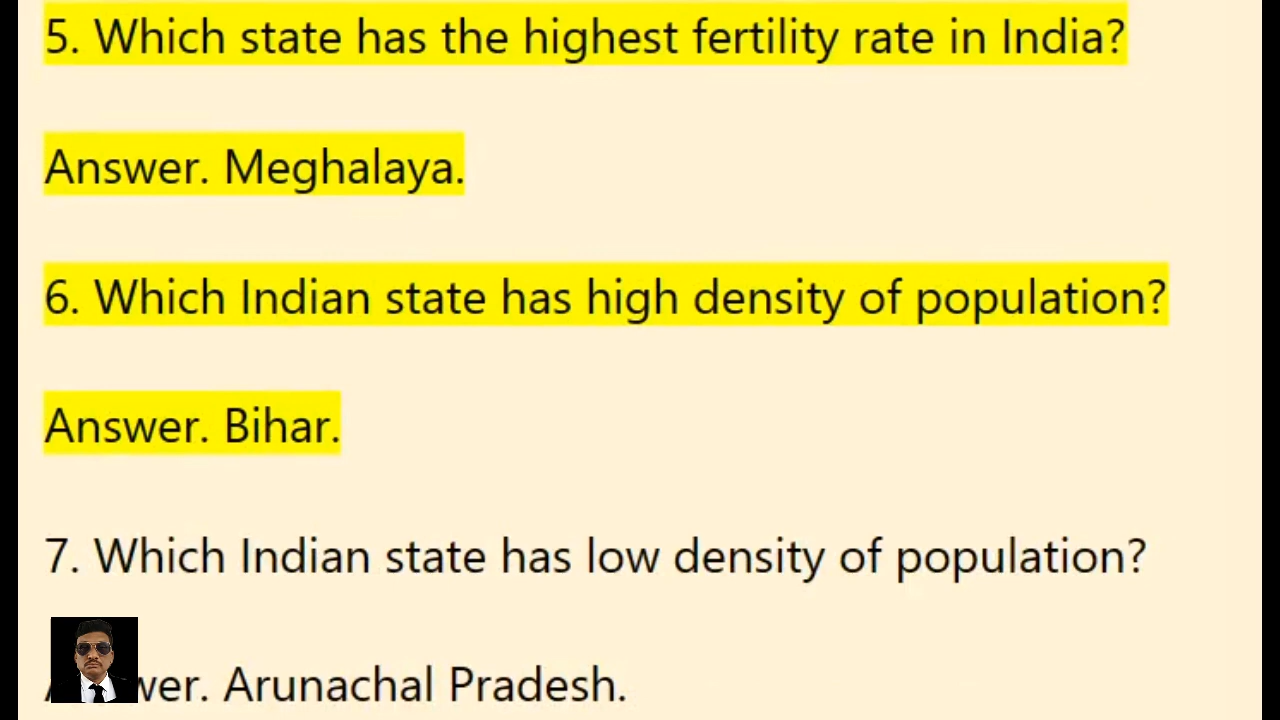 5. Which state has the highest fertility rate in India?
Answer. Meghalaya.
6. Which Indian state has high density of population?
Answer. Bihar.
7. Which Indian state has low density of population?
wer. Arunachal Pradesh.